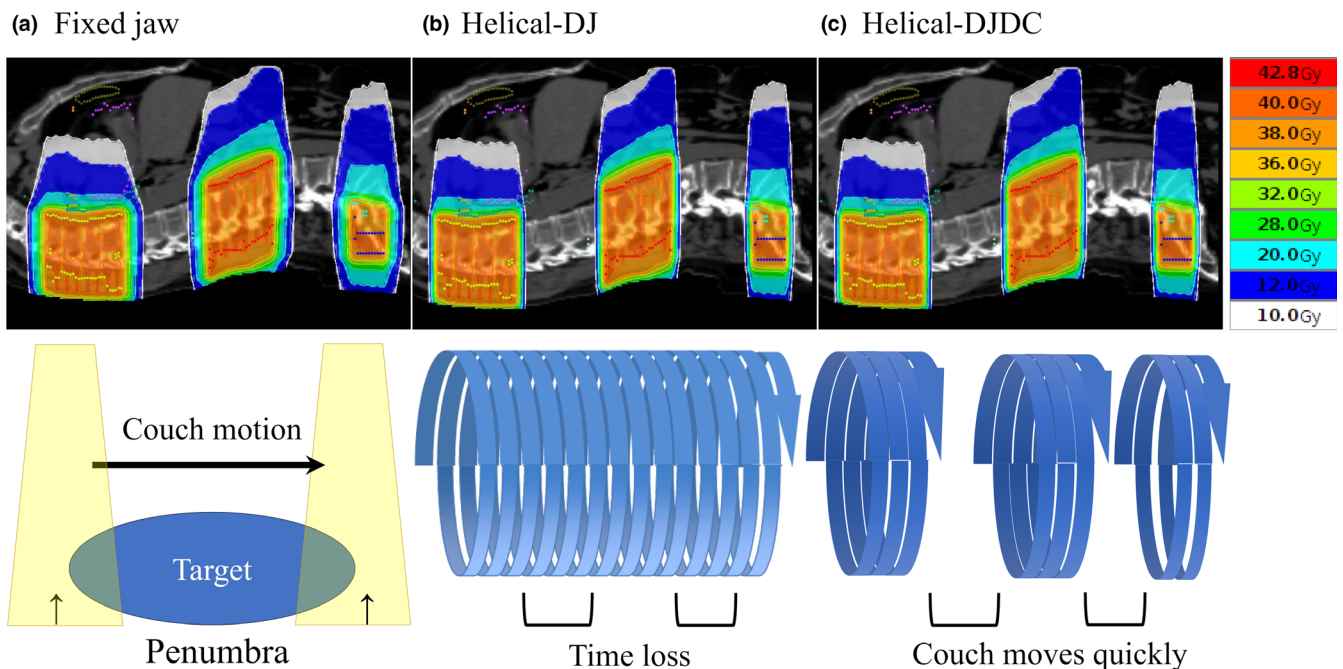 (a) Fixed jaw
(b) Helical-DJ
(c) Helical-DJDC
42.8Gy
40.0Gy
38.0Gy
36.0Gy
32.0Gy
28.0Gy
20.0Gy
12.0Gy
10.0Gy
Couch motion
Target
Penumbra
Time loss
Couch moves quickly